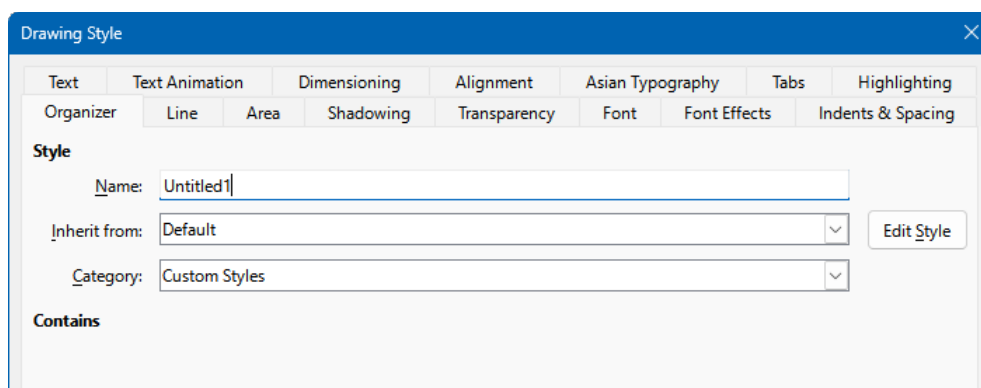 Drawing Style
Text Text Animation Dimensioning Alignment Asian Typography Tabs Highlighting
Organizer Line Area Shadowing Transparency Font Font Effects Indents & Spacing
Style
Name: Untitled1
Inherit from: Default Edit Style
Category: Custom Styles
Contains